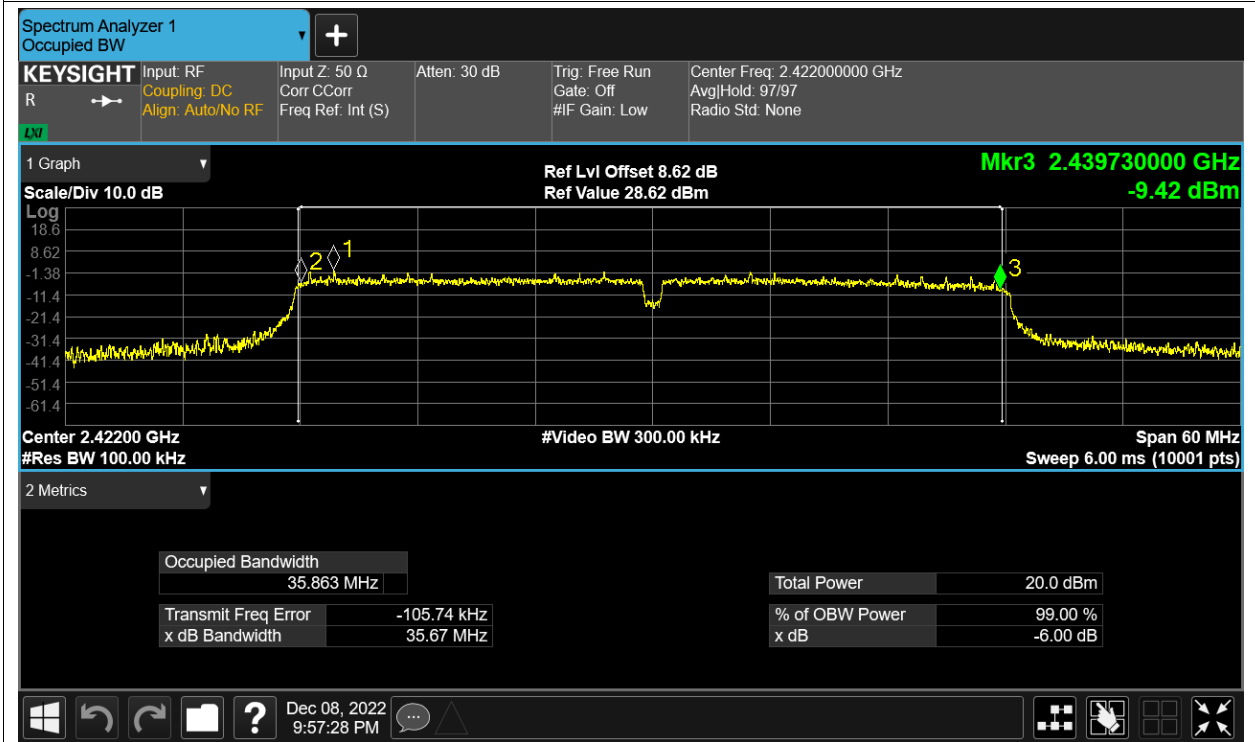 Spectrum Analyzer 1
Occupied BW
KEYSIGHT
R
LXI
Input: RF
Coupling: DC
Align: Auto/No RF
Input Z: 50 Ω
Corr CCorr
Freq Ref: Int (S)
Atten: 30 dB
Trig: Free Run
Gate: Off
#IF Gain: Low
Center Freq: 2.422000000 GHz
Avg|Hold: 97/97
Radio Std: None
1 Graph
Scale/Div 10.0 dB
Ref Lvl Offset 8.62 dB
Ref Value 28.62 dBm
Mkr3 2.439730000 GHz
-9.42 dBm
Log
18.6
8.62
-1.38
-11.4
-21.4
-31.4
-41.4
-51.4
-61.4
2
1
3
Center 2.42200 GHz
#Res BW 100.00 kHz
#Video BW 300.00 kHz
Span 60 MHz
Sweep 6.00 ms (10001 pts)
2 Metrics
Occupied Bandwidth
35.863 MHz
Transmit Freq Error -105.74 kHz
x dB Bandwidth 35.67 MHz
Total Power 20.0 dBm
% of OBW Power 99.00 %
x dB -6.00 dB
?
Dec 08, 2022
9:57:28 PM